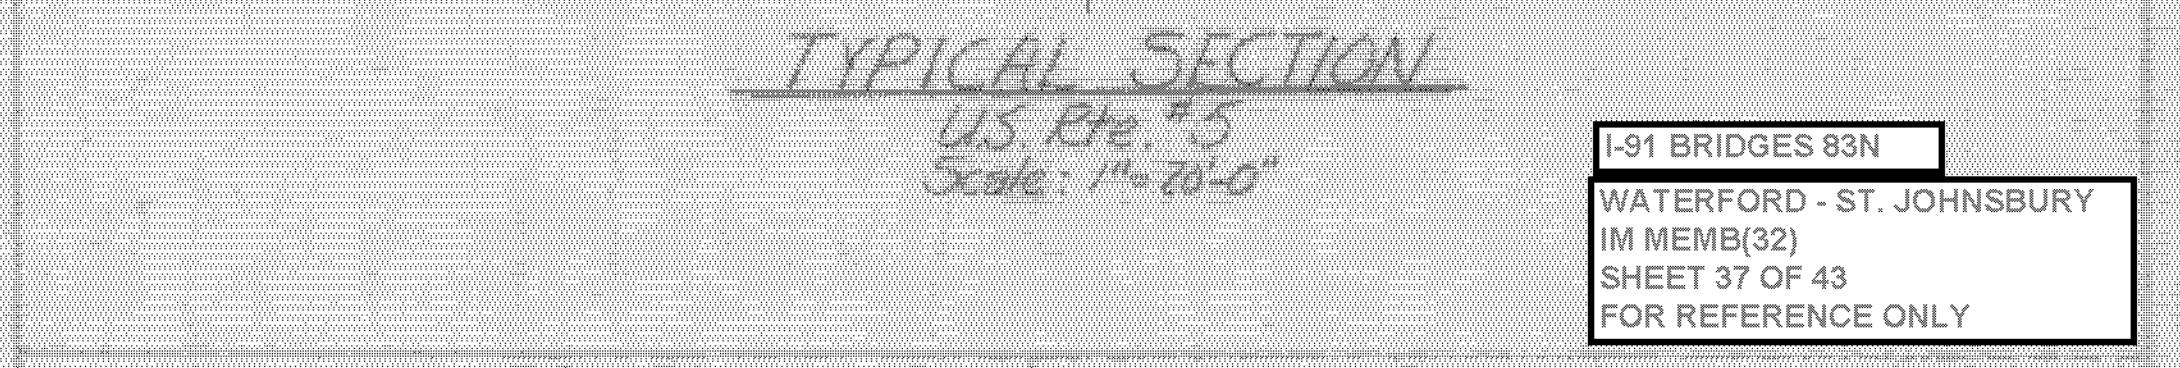 TYPICAL SECTION
U.S. Rte. #5
Scale: 1"= 20'-0"
I-91 BRIDGES 83N
WATERFORD - ST. JOHNSBURY
IM MEMB(32)
SHEET 37 OF 43
FOR REFERENCE ONLY